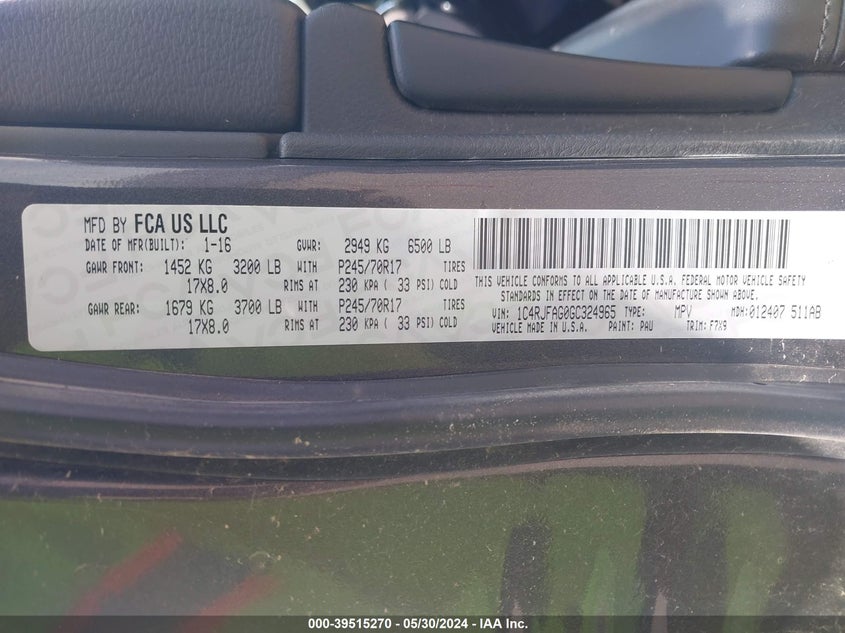 MFD BY FCA US LLC
DATE OF MFR(BUILT): 1-16 GVWR: 2949 KG 6500 LB
GAWR FRONT: 1452 KG 3200 LB WITH P245/70R17 TIRES
17X8.0 RIMS AT 230 KPA ( 33 PSI) COLD
GAWR REAR: 1679 KG 3700 LB WITH P245/70R17 TIRES
17X8.0 RIMS AT 230 KPA ( 33 PSI) COLD
THIS VEHICLE CONFORMS TO ALL APPLICABLE U.S.A. FEDERAL MOTOR VEHICLE SAFETY
STANDARDS IN EFFECT ON THE DATE OF MANUFACTURE SHOWN ABOVE.
VIN: 1C4RJFAG0GC324965 TYPE: MPV MDH:012407 511AB
VEHICLE MADE IN U.S.A. PAINT: PAU TRIM: F7X9
000-39515270 - 05/30/2024 - IAA Inc.